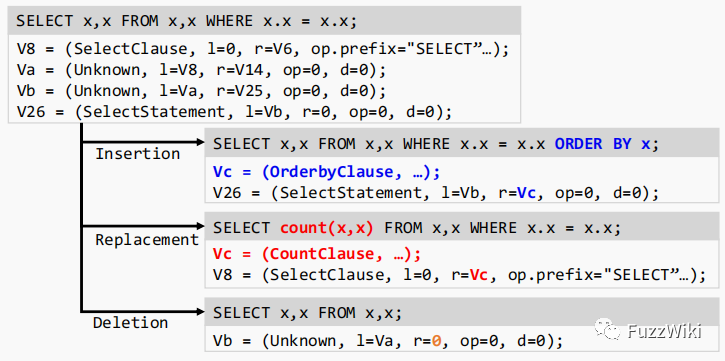 SELECT x,x FROM x,x WHERE x.x = x.x;
V8 = (SelectClause, l=0, r=V6, op.prefix="SELECT”…);
Va = (Unknown, l=V8, r=V14, op=0, d=0);
Vb = (Unknown, l=Va, r=V25, op=0, d=0);
V26 = (SelectStatement, l=Vb, r=0, op=0, d=0);
Insertion
SELECT x,x FROM x,x WHERE x.x = x.x ORDER BY x;
Vc = (OrderbyClause, …);
V26 = (SelectStatement, l=Vb, r=Vc, op=0, d=0);
Replacement
SELECT count(x,x) FROM x,x WHERE x.x = x.x;
Vc = (CountClause, …);
V8 = (SelectClause, l=0, r=Vc, op.prefix="SELECT”…);
Deletion
SELECT x,x FROM x,x;
Vb = (Unknown, l=Va, r=0, op=0, d=0);
FuzzWiki